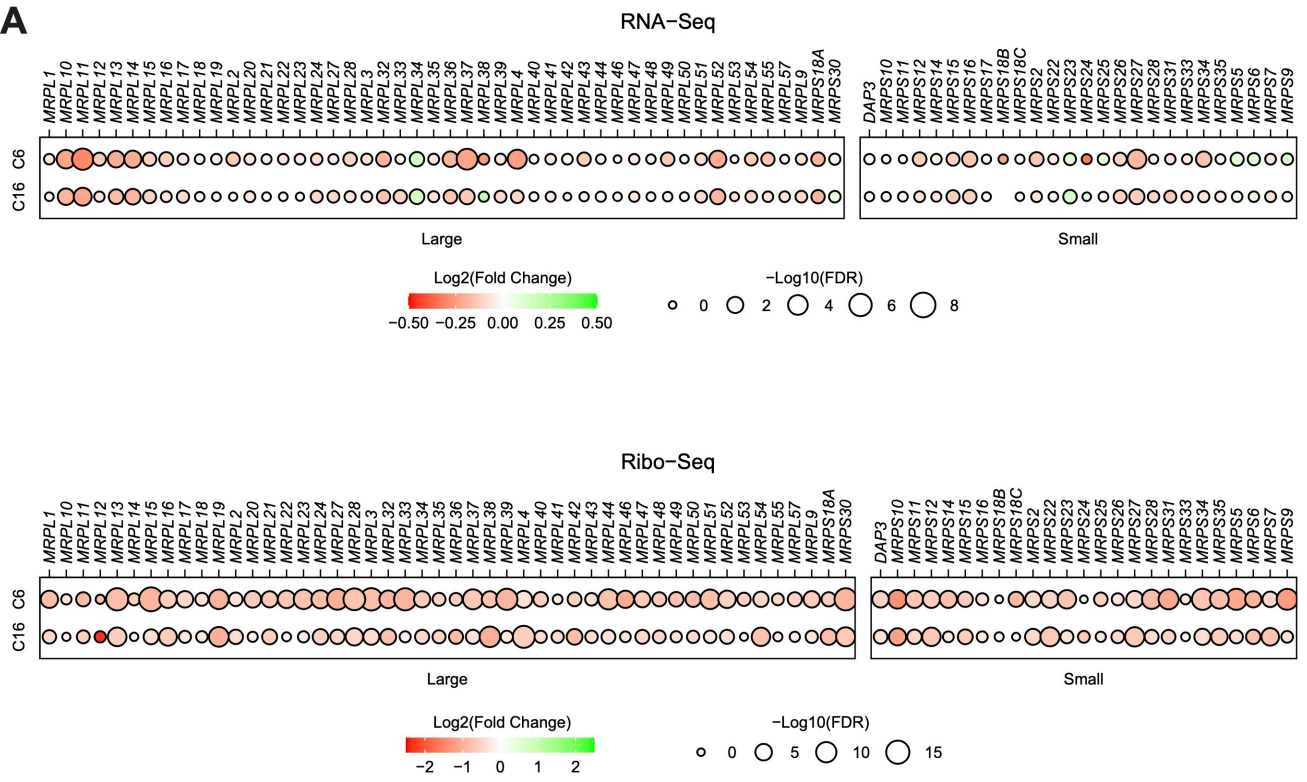 A
RNA−Seq
MRPL1 MRPL10 MRPL11 MRPL12 MRPL13 MRPL14 MRPL15 MRPL16 MRPL17 MRPL18 MRPL19 MRPL2 MRPL20 MRPL21 MRPL22 MRPL23 MRPL24 MRPL27 MRPL28 MRPL3 MRPL32 MRPL33 MRPL34 MRPL35 MRPL36 MRPL37 MRPL38 MRPL39 MRPL4 MRPL40 MRPL41 MRPL42 MRPL43 MRPL44 MRPL46 MRPL47 MRPL48 MRPL49 MRPL50 MRPL51 MRPL52 MRPL53 MRPL54 MRPL55 MRPL57 MRPL9 MRPS18A MRPS30
DAP3 MRPS10 MRPS11 MRPS12 MRPS14 MRPS15 MRPS16 MRPS17 MRPS18B MRPS18C MRPS2 MRPS22 MRPS23 MRPS24 MRPS25 MRPS26 MRPS27 MRPS28 MRPS31 MRPS33 MRPS34 MRPS35 MRPS5 MRPS6 MRPS7 MRPS9
C6
C16
Large
Small
Log2(Fold Change)
−0.50 −0.25 0.00 0.25 0.50
−Log10(FDR)
0 2 4 6 8
Ribo−Seq
MRPL1 MRPL10 MRPL11 MRPL12 MRPL13 MRPL14 MRPL15 MRPL16 MRPL17 MRPL18 MRPL19 MRPL2 MRPL20 MRPL21 MRPL22 MRPL23 MRPL24 MRPL27 MRPL28 MRPL3 MRPL32 MRPL33 MRPL34 MRPL35 MRPL36 MRPL37 MRPL38 MRPL39 MRPL4 MRPL40 MRPL41 MRPL42 MRPL43 MRPL44 MRPL46 MRPL47 MRPL48 MRPL49 MRPL50 MRPL51 MRPL52 MRPL53 MRPL54 MRPL55 MRPL57 MRPL9 MRPS18A MRPS30
DAP3 MRPS10 MRPS11 MRPS12 MRPS14 MRPS15 MRPS16 MRPS18B MRPS18C MRPS2 MRPS22 MRPS23 MRPS24 MRPS25 MRPS26 MRPS27 MRPS28 MRPS31 MRPS33 MRPS34 MRPS35 MRPS5 MRPS6 MRPS7 MRPS9
C6
C16
Large
Small
Log2(Fold Change)
−2 −1 0 1 2
−Log10(FDR)
0 5 10 15